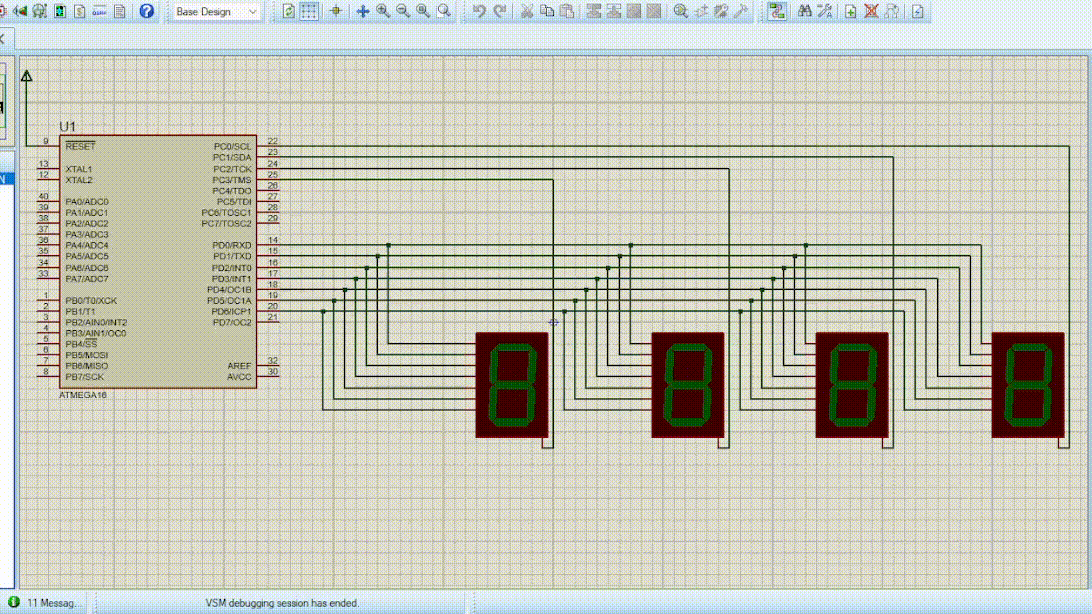 Base Design
U1
9 RESET PC0/SCL 22
PC1/SDA 23
13 XTAL1 PC2/TCK 24
12 XTAL2 PC3/TMS 25
PC4/TDO 26
PC5/TDI 27
40 PA0/ADC0 PC6/TOSC1 28
39 PA1/ADC1 PC7/TOSC2 29
38 PA2/ADC2
37 PA3/ADC3
36 PA4/ADC4 PD0/RXD 14
35 PA5/ADC5 PD1/TXD 15
34 PA6/ADC6 PD2/INT0 16
33 PA7/ADC7 PD3/INT1 17
PD4/OC1B 18
1 PB0/T0/XCK PD5/OC1A 19
2 PB1/T1 PD6/ICP1 20
3 PB2/AIN0/INT2 PD7/OC2 21
4 PB3/AIN1/OC0
5 PB4/SS
6 PB5/MOSI
7 PB6/MISO AREF 32
8 PB7/SCK AVCC 30
ATMEGA16
11 Messag...
VSM debugging session has ended.